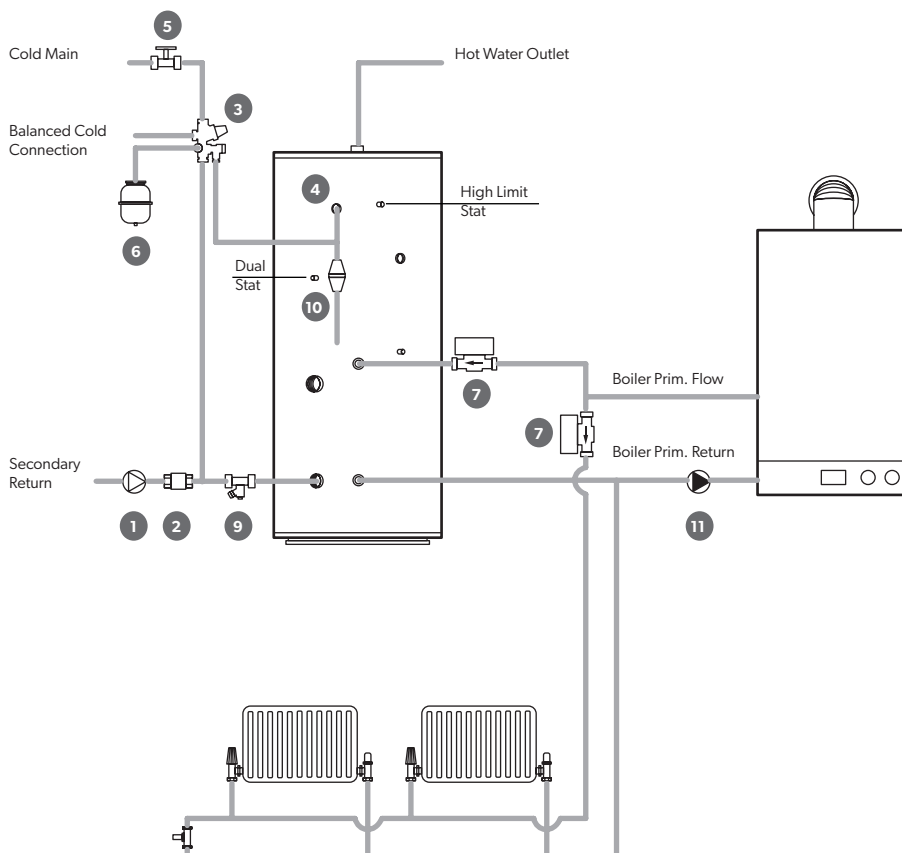 5
Cold Main
Hot Water Outlet
3
Balanced Cold
Connection
4
High Limit
Stat
6
Dual
Stat
10
7
Boiler Prim. Flow
7
Boiler Prim. Return
Secondary
Return
1
2
9
11